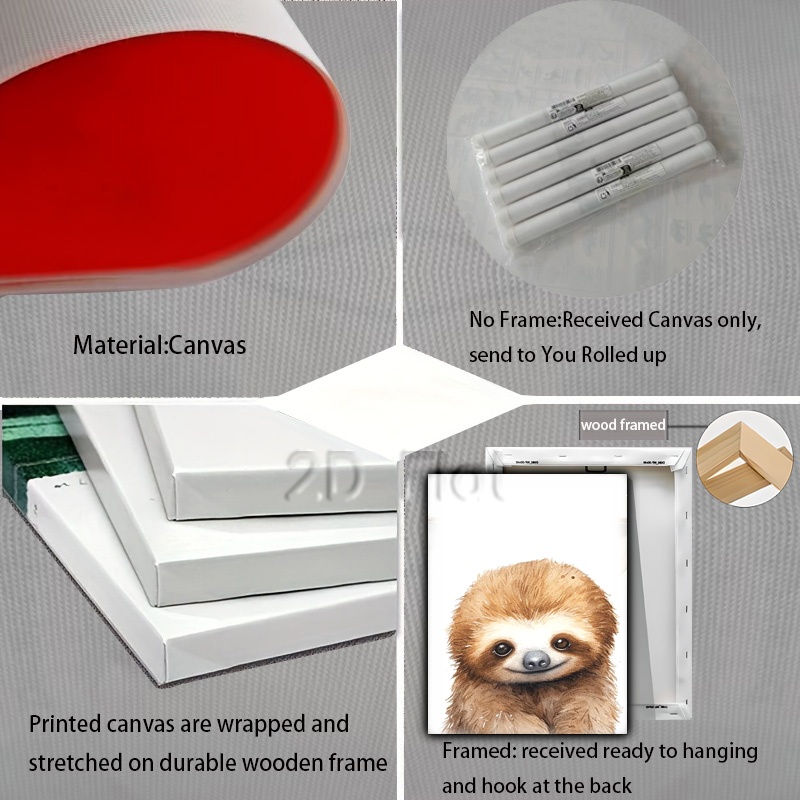 Material:Canvas
No Frame:Received Canvas only,
send to You Rolled up
wood framed
2D Flat
Printed canvas are wrapped and
stretched on durable wooden frame
Framed: received ready to hanging
and hook at the back